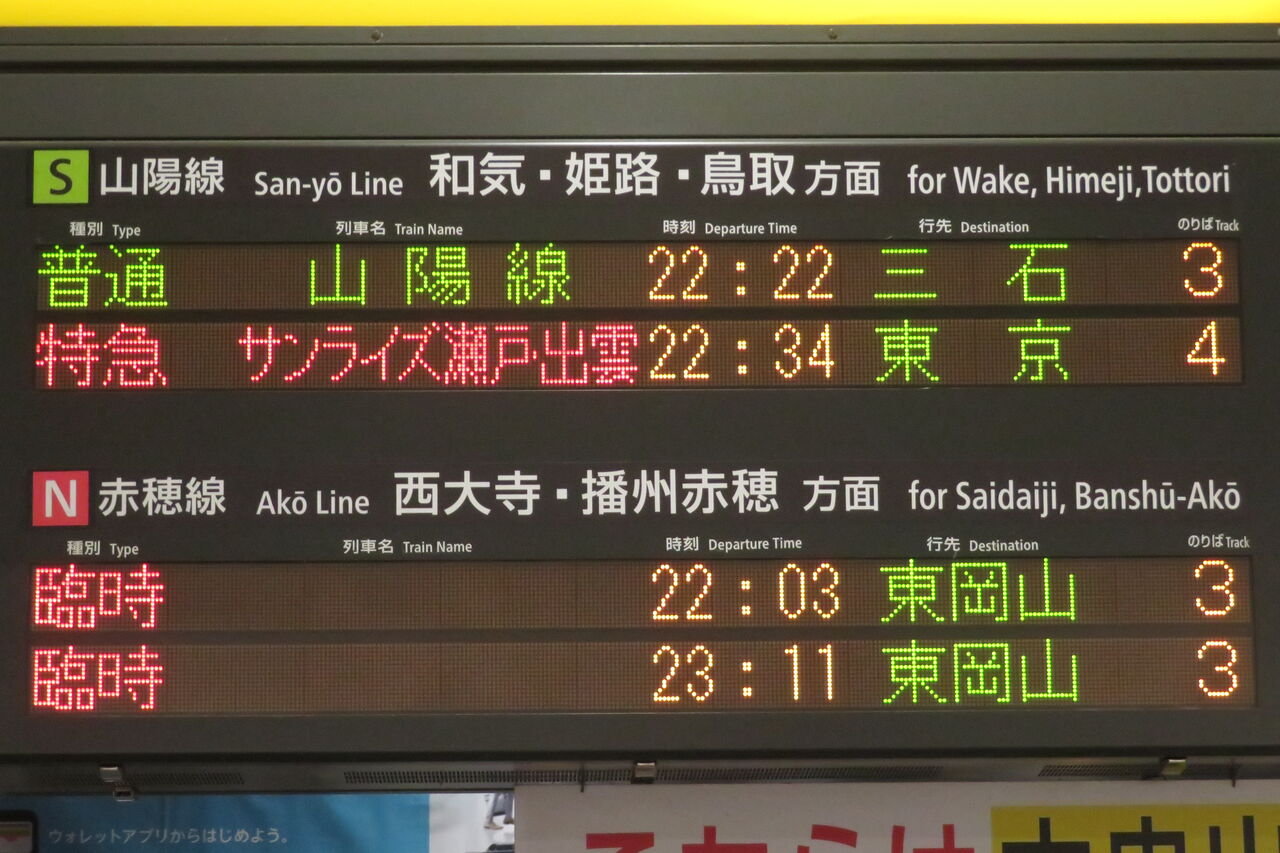 S 山陽線 San-yō Line 和気・姫路・鳥取 方面 for Wake, Himeji,Tottori
種別 Type 列車名 Train Name 時刻 Departure Time 行先 Destination のりば Track
普通 山陽線 22:22 三石 3
特急 サンライズ瀬戸・出雲 22:34 東京 4
N 赤穂線 Akō Line 西大寺・播州赤穂 方面 for Saidaiji, Banshū-Akō
種別 Type 列車名 Train Name 時刻 Departure Time 行先 Destination のりば Track
臨時 22:03 東岡山 3
臨時 23:11 東岡山 3
ウォレットアプリからはじめよう。